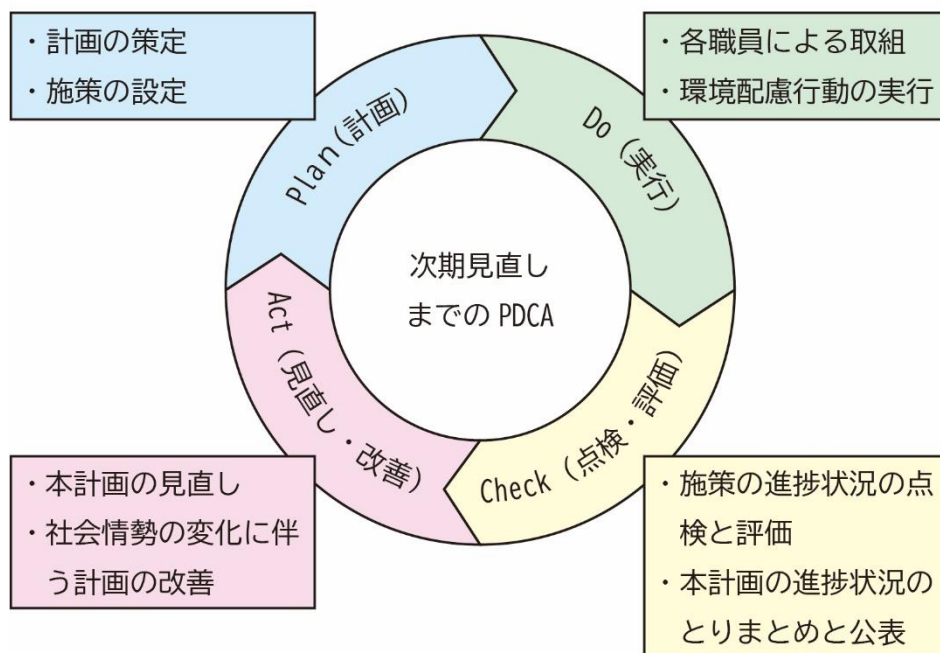 ・計画の策定
・施策の設定
Plan(計画)
・各職員による取組
・環境配慮行動の実行
Do (実行)
次期見直し
までの PDCA
Act (見直し・改善)
・本計画の見直し
・社会情勢の変化に伴
う計画の改善
Check (点検・評価)
・施策の進捗状況の点
検と評価
・本計画の進捗状況の
とりまとめと公表